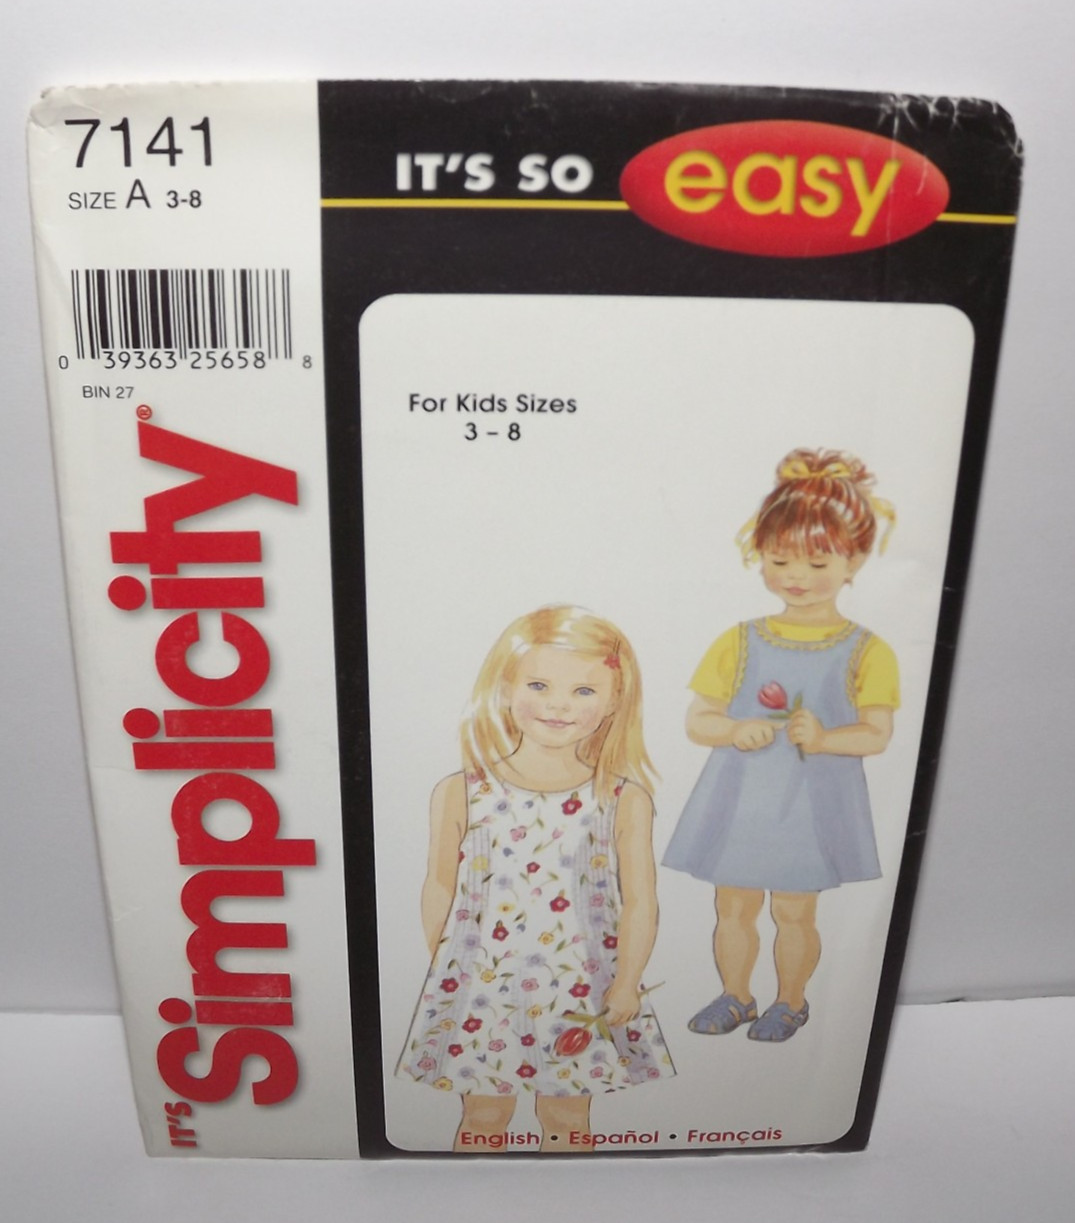 7141
SIZE A 3-8
0 39363 25658 8
BIN 27
IT'S Simplicity®
IT'S SO easy
For Kids Sizes
3 – 8
English • Español • Français